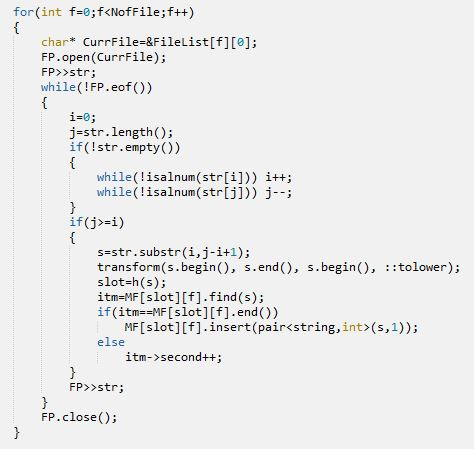 for(int f=0;f<NofFile;f++)
{
    char* CurrFile=&FileList[f][0];
    FP.open(CurrFile);
    FP>>str;
    while(!FP.eof())
    {
        i=0;
        j=str.length();
        if(!str.empty())
        {
            while(!isalnum(str[i])) i++;
            while(!isalnum(str[j])) j--;
        }
        if(j>=i)
        {
            s=str.substr(i,j-i+1);
            transform(s.begin(), s.end(), s.begin(), ::tolower);
            slot=h(s);
            itm=MF[slot][f].find(s);
            if(itm==MF[slot][f].end())
                MF[slot][f].insert(pair<string,int>(s,1));
            else
                itm->second++;
        }
        FP>>str;
    }
    FP.close();
}